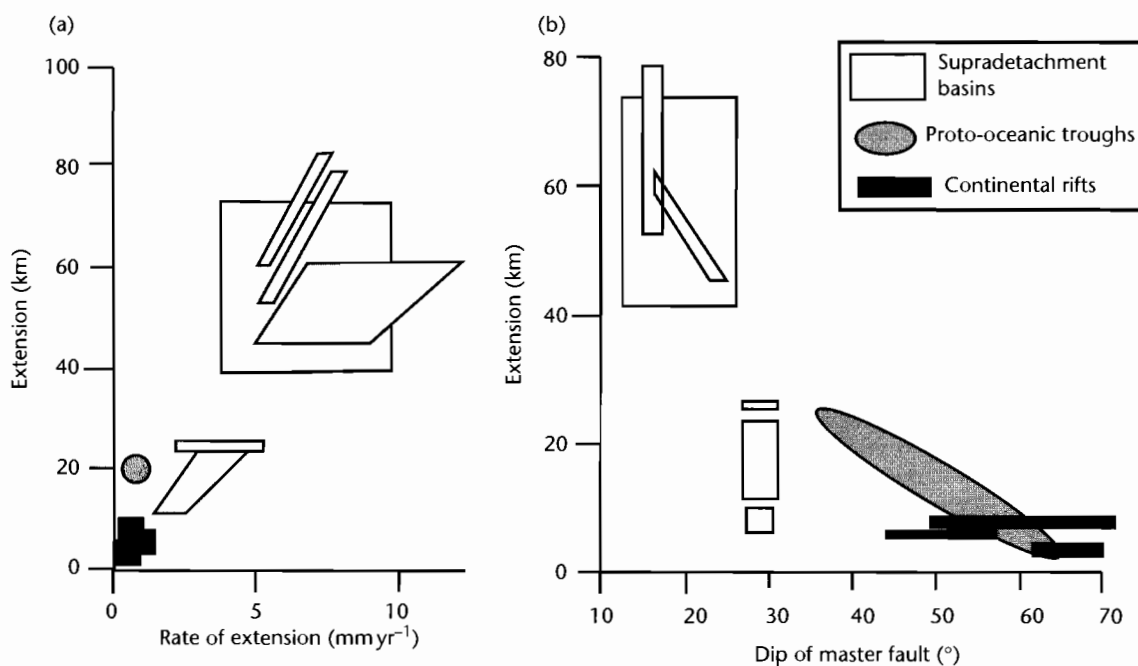 (a)
100
80
60
40
20
0
Extension (km)
0
5
10
Rate of extension (mm yr⁻¹)
(b)
80
60
40
20
0
Extension (km)
10
20
30
40
50
60
70
Dip of master fault (°)
Supradetachment
basins
Proto-oceanic troughs
Continental rifts